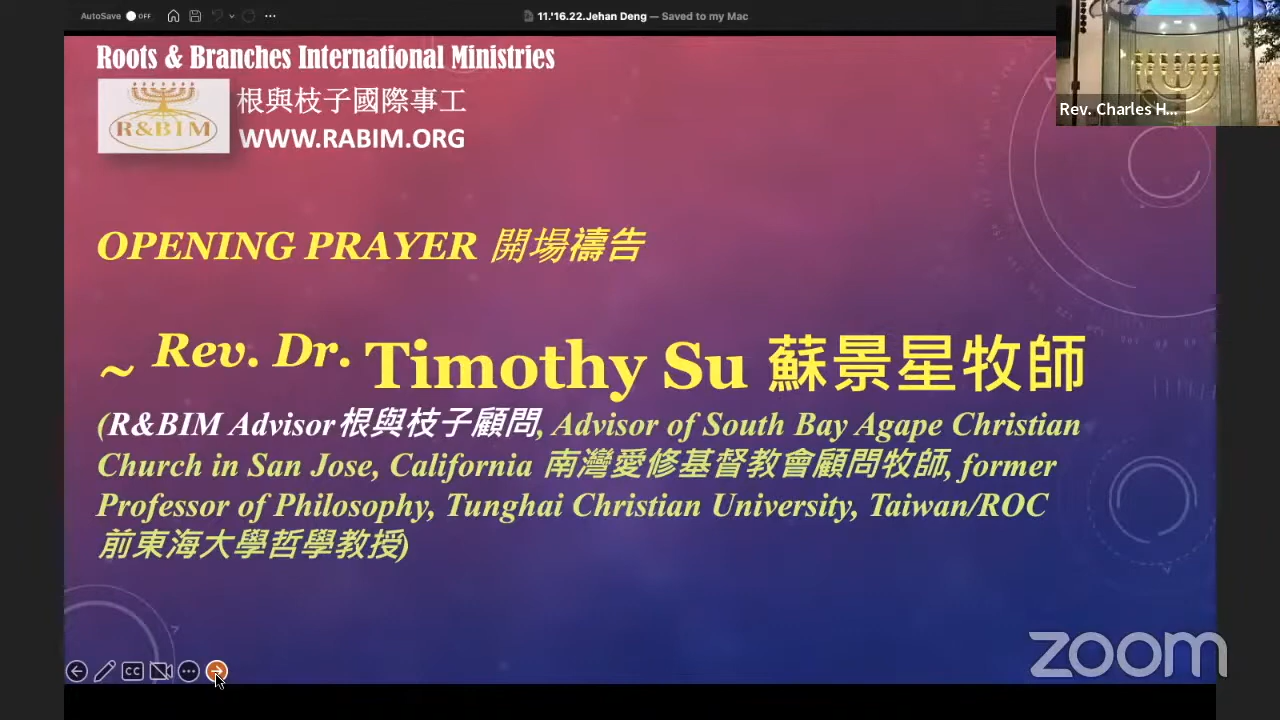 AutoSave OFF
11.'16.22.Jehan Deng — Saved to my Mac
Roots & Branches International Ministries
R&BIM
根與枝子國際事工
WWW.RABIM.ORG
Rev. Charles H...
OPENING PRAYER 開場禱告
~ Rev. Dr. Timothy Su 蘇景星牧師
(R&BIM Advisor根與枝子顧問, Advisor of South Bay Agape Christian
Church in San Jose, California 南灣愛修基督教會顧問牧師, former
Professor of Philosophy, Tunghai Christian University, Taiwan/ROC
前東海大學哲學教授)
CC
zoom